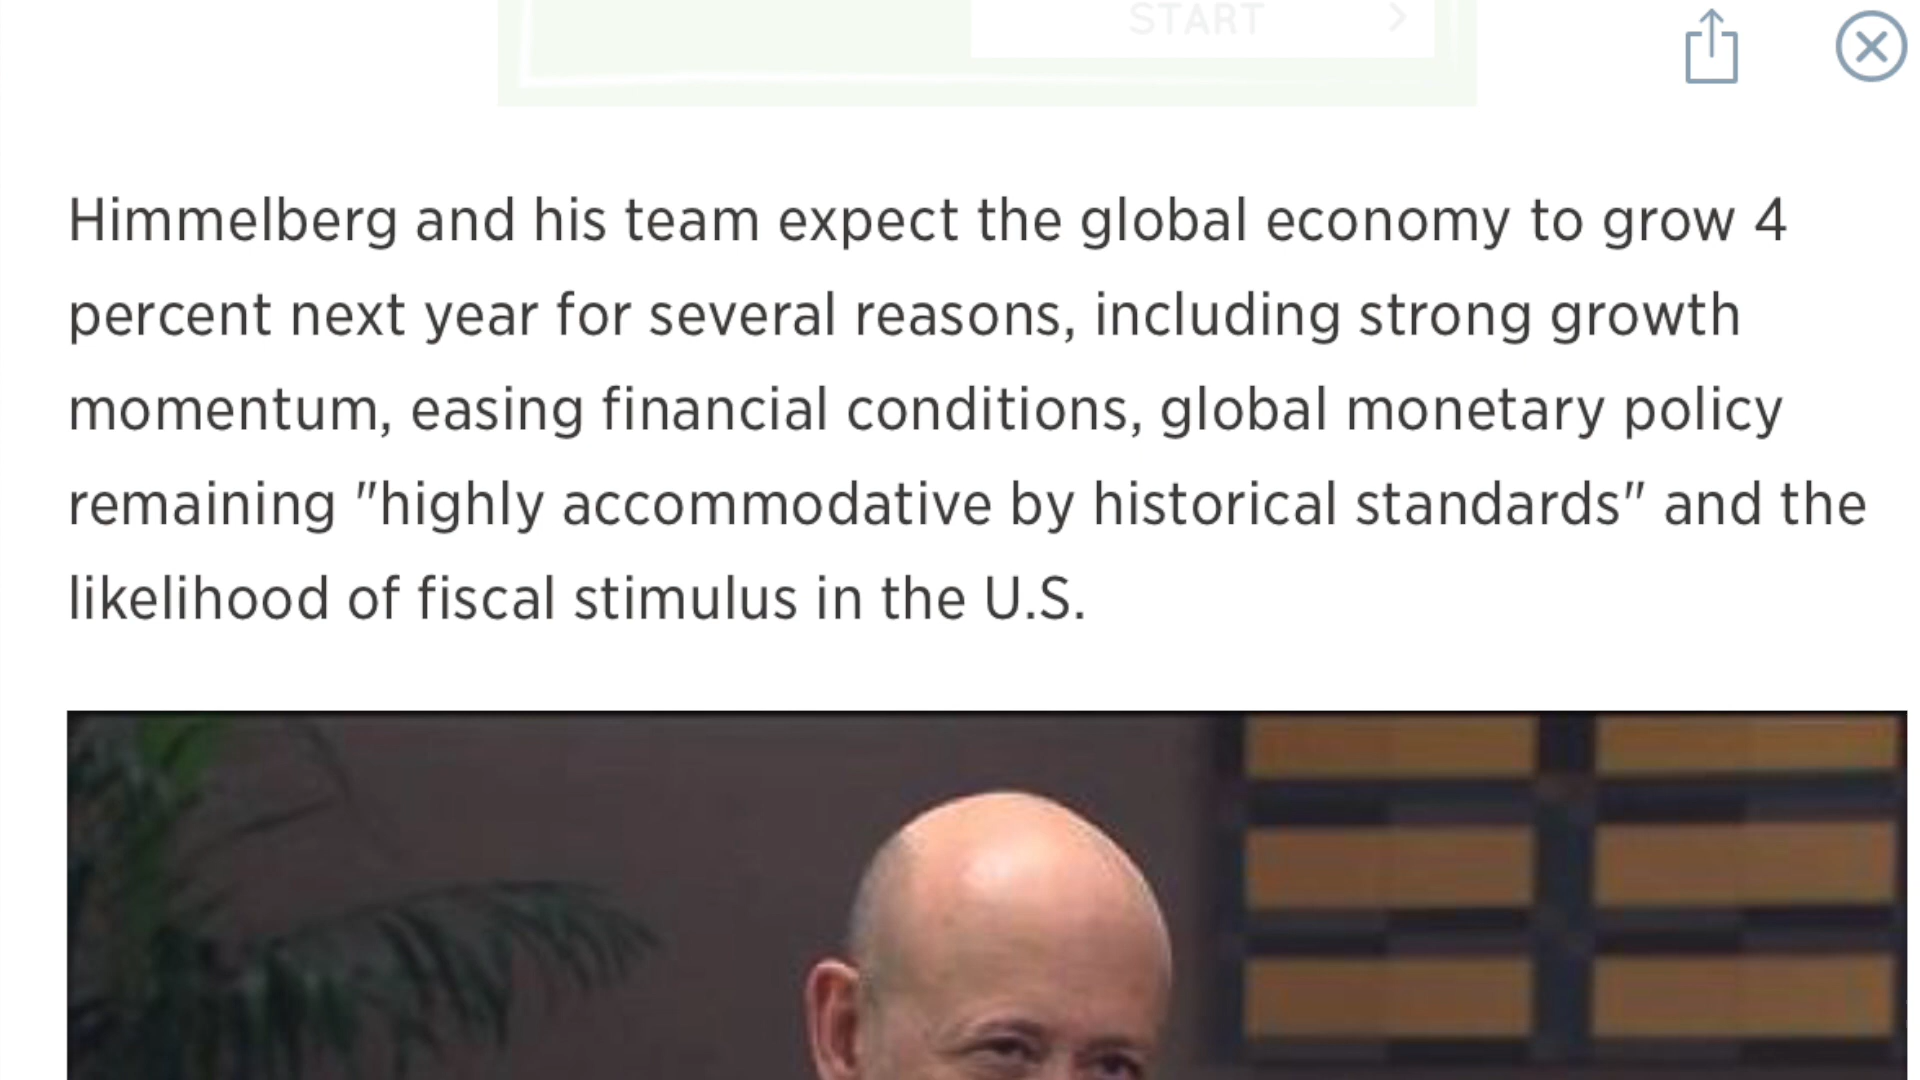 START
Himmelberg and his team expect the global economy to grow 4
percent next year for several reasons, including strong growth
momentum, easing financial conditions, global monetary policy
remaining "highly accommodative by historical standards" and the
likelihood of fiscal stimulus in the U.S.